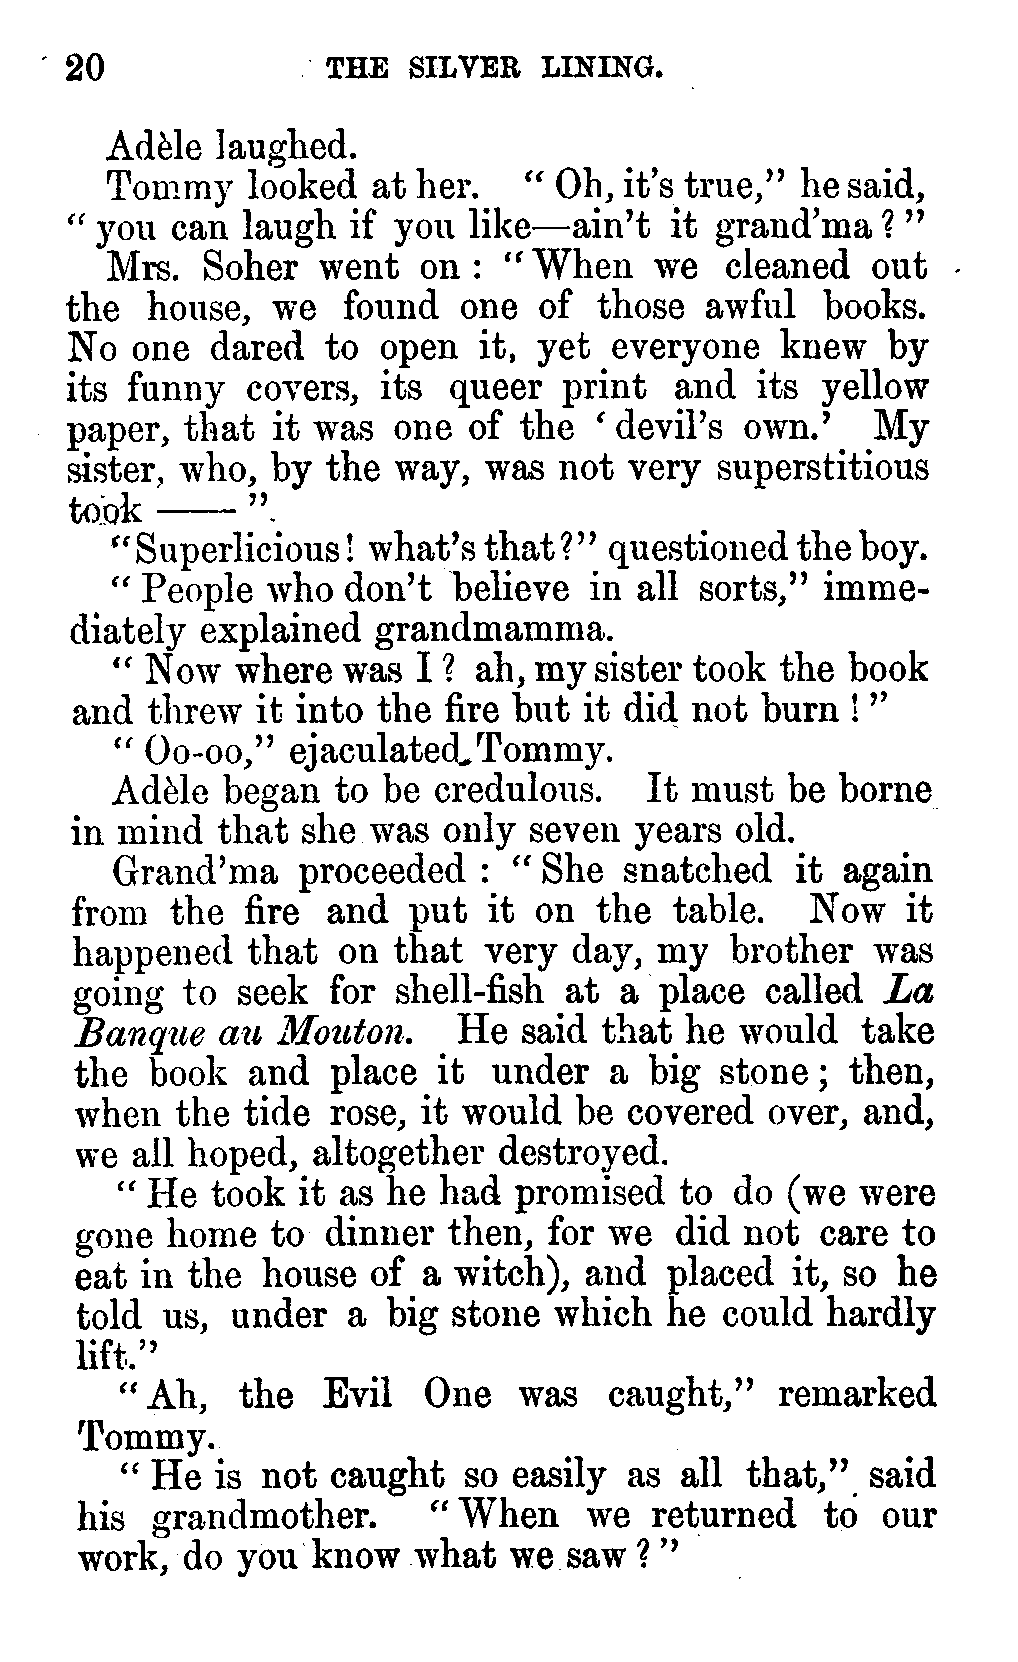 20 THE SILVER LINING.
Adèle laughed.
Tommy looked at her. “ Oh, it's true,” he said,
“ you can laugh if you like—ain't it grand'ma ? ”
Mrs. Soher went on : “ When we cleaned out
the house, we found one of those awful books.
No one dared to open it, yet everyone knew by
its funny covers, its queer print and its yellow
paper, that it was one of the ‘ devil's own.’ My
sister, who, by the way, was not very superstitious
took —— ”.
“Superlicious! what's that?” questioned the boy.
“ People who don't believe in all sorts,” imme-
diately explained grandmamma.
“ Now where was I ? ah, my sister took the book
and threw it into the fire but it did not burn ! ”
“ Oo-oo,” ejaculated Tommy.
Adèle began to be credulous. It must be borne
in mind that she was only seven years old.
Grand'ma proceeded : “ She snatched it again
from the fire and put it on the table. Now it
happened that on that very day, my brother was
going to seek for shell-fish at a place called La
Banque au Mouton. He said that he would take
the book and place it under a big stone ; then,
when the tide rose, it would be covered over, and,
we all hoped, altogether destroyed.
“ He took it as he had promised to do (we were
gone home to dinner then, for we did not care to
eat in the house of a witch), and placed it, so he
told us, under a big stone which he could hardly
lift.”
“ Ah, the Evil One was caught,” remarked
Tommy.
“ He is not caught so easily as all that,” said
his grandmother. “ When we returned to our
work, do you know what we saw ? ”